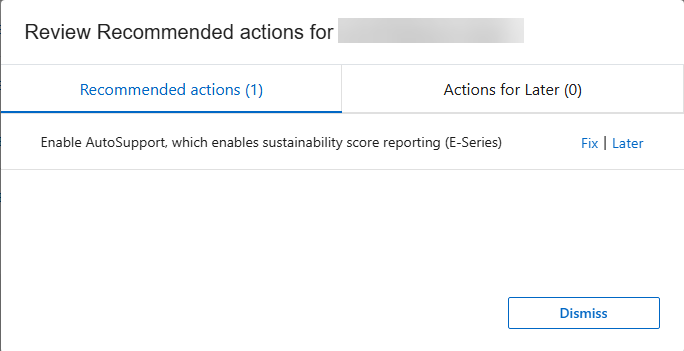 Review Recommended actions for
Recommended actions (1)
Actions for Later (0)
Enable AutoSupport, which enables sustainability score reporting (E-Series)
Fix | Later
Dismiss